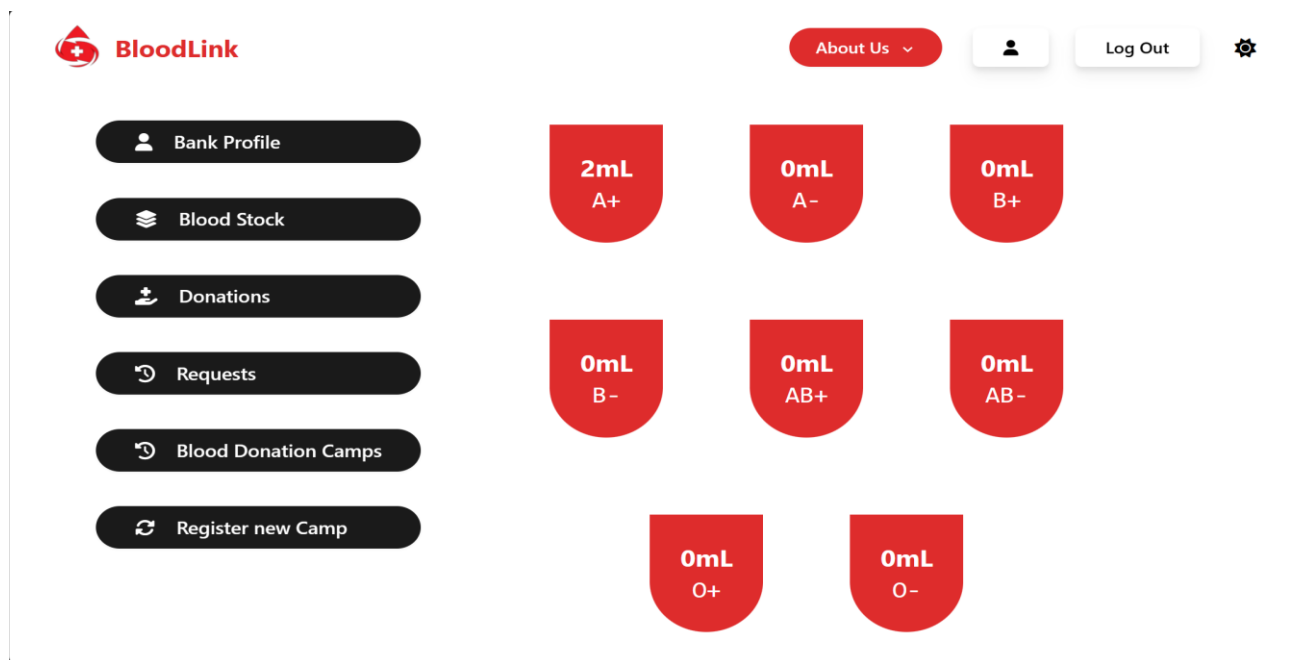 BloodLink
About Us
Log Out
Bank Profile
Blood Stock
Donations
Requests
Blood Donation Camps
Register new Camp
2mL
A+
0mL
A-
0mL
B+
0mL
B-
0mL
AB+
0mL
AB-
0mL
O+
0mL
O-